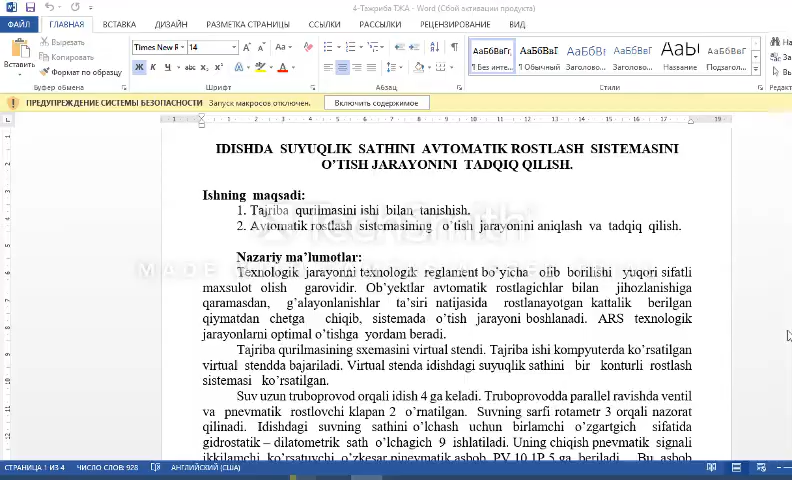 4-Тажриба ТЖА - Word (Сбой активации продукта)
ФАЙЛ ГЛАВНАЯ ВСТАВКА ДИЗАЙН РАЗМЕТКА СТРАНИЦЫ ССЫЛКИ РАССЫЛКИ РЕЦЕНЗИРОВАНИЕ ВИД
Вставить
Вырезать
Копировать
Формат по образцу
Буфер обмена
Times New R 14
Ж К Ч abc
Шрифт
Абзац
АаБбВвГг, АаБбВвГ АаБбВı АаБбВвГ АаБЫ АаБбВвГ
¶ Без инте... ¶ Обычный Заголово... Заголово... Название Подзагол...
Стили
ПРЕДУПРЕЖДЕНИЕ СИСТЕМЫ БЕЗОПАСНОСТИ Запуск макросов отключен. Включить содержимое
IDISHDA SUYUQLIK SATHINI AVTOMATIK ROSTLASH SISTEMASINI
O’TISH JARAYONINI TADQIQ QILISH.
Ishning maqsadi:
1. Tajriba qurilmasini ishi bilan tanishish.
2. Avtomatik rostlash sistemasining o’tish jarayonini aniqlash va tadqiq qilish.
TechSmith
Nazariy ma’lumotlar:
Texnologik jarayonni texnologik reglament bo’yicha olib borilishi yuqori sifatli
maxsulot olish garovidir. Ob’yektlar avtomatik rostlagichlar bilan jihozlanishiga
qaramasdan, g’alayonlanishlar ta’siri natijasida rostlanayotgan kattalik berilgan
qiymatdan chetga chiqib, sistemada o’tish jarayoni boshlanadi. ARS texnologik
jarayonlarni optimal o’tishga yordam beradi.
Tajriba qurilmasining sxemasini virtual stendi. Tajriba ishi kompyuterda ko’rsatilgan
virtual stendda bajariladi. Virtual stenda idishdagi suyuqlik sathini bir konturli rostlash
sistemasi ko’rsatilgan.
Suv uzun truboprovod orqali idish 4 ga keladi. Truboprovodda parallel ravishda ventil
va pnevmatik rostlovchi klapan 2 o’rnatilgan. Suvning sarfi rotametr 3 orqali nazorat
qilinadi. Idishdagi suvning sathini o’lchash uchun birlamchi o’zgartgich sifatida
gidrostatik – dilatometrik sath o’lchagich 9 ishlatiladi. Uning chiqish pnevmatik signali
ikkilamchi ko’rsatuvchi o’zkesar pinevmatik asbob PV 10.1P 5 ga beriladi. Bu asbob
СТРАНИЦА 1 ИЗ 4 ЧИСЛО СЛОВ: 928 АНГЛИЙСКИЙ (США)